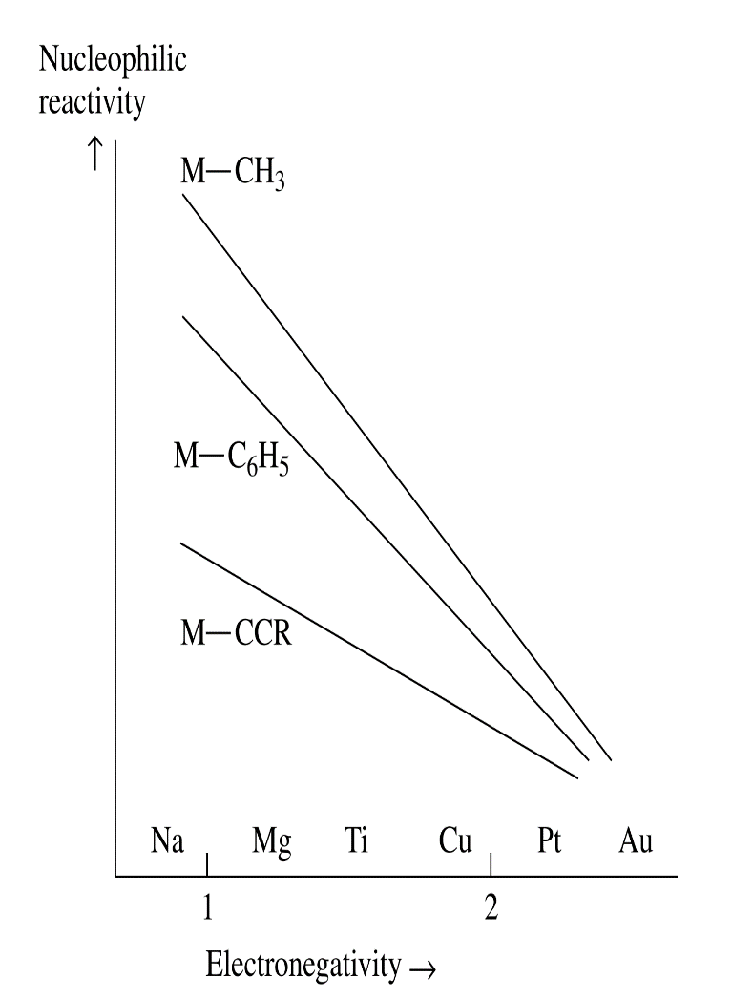 Nucleophilic
reactivity
↑
M—CH₃
M—C₆H₅
M—CCR
Na Mg Ti Cu Pt Au
1 2
Electronegativity →